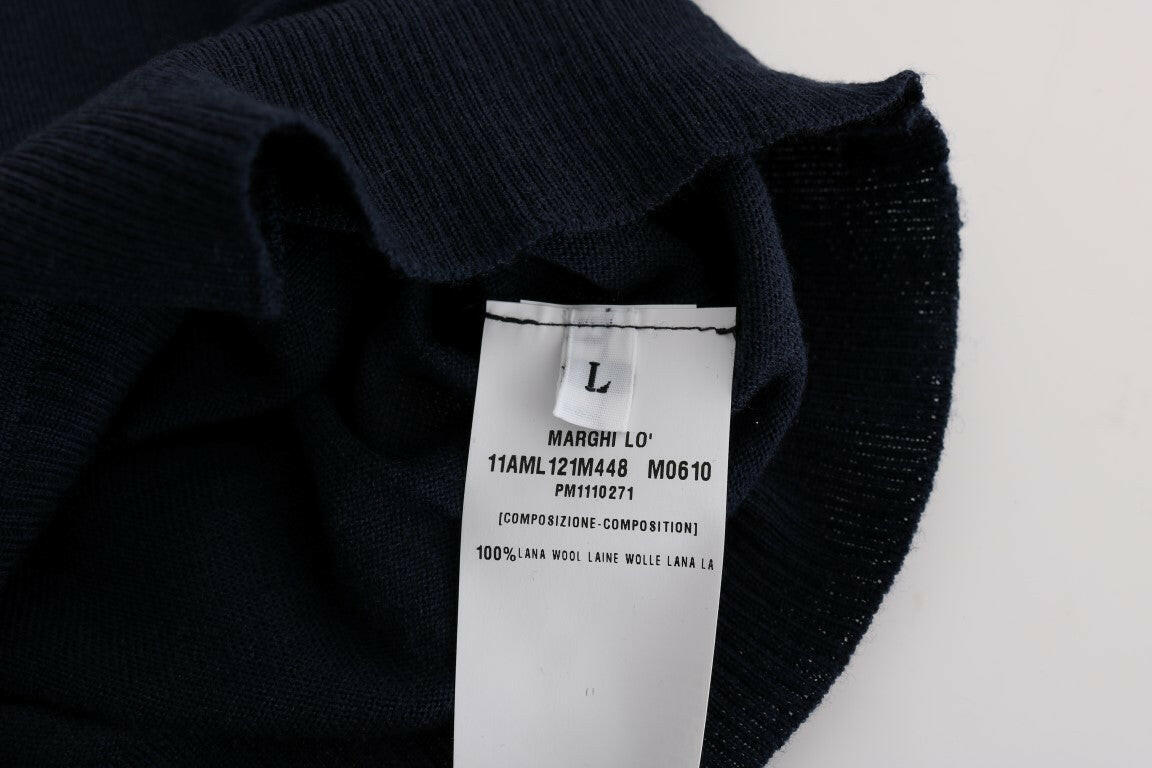 L
MARGHI LO'
11AML121M448 M0610
PM1110271
[COMPOSIZIONE-COMPOSITION]
100% LANA WOOL LAINE WOLLE LANA LA